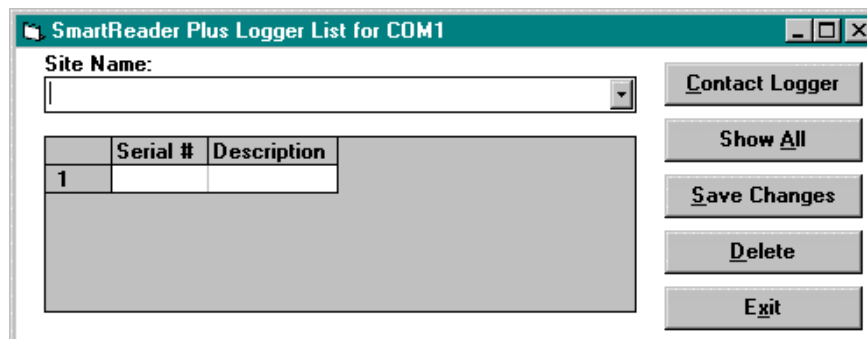 SmartReader Plus Logger List for COM1
Site Name:
Contact Logger
Show All
Serial # Description
1
Save Changes
Delete
Exit